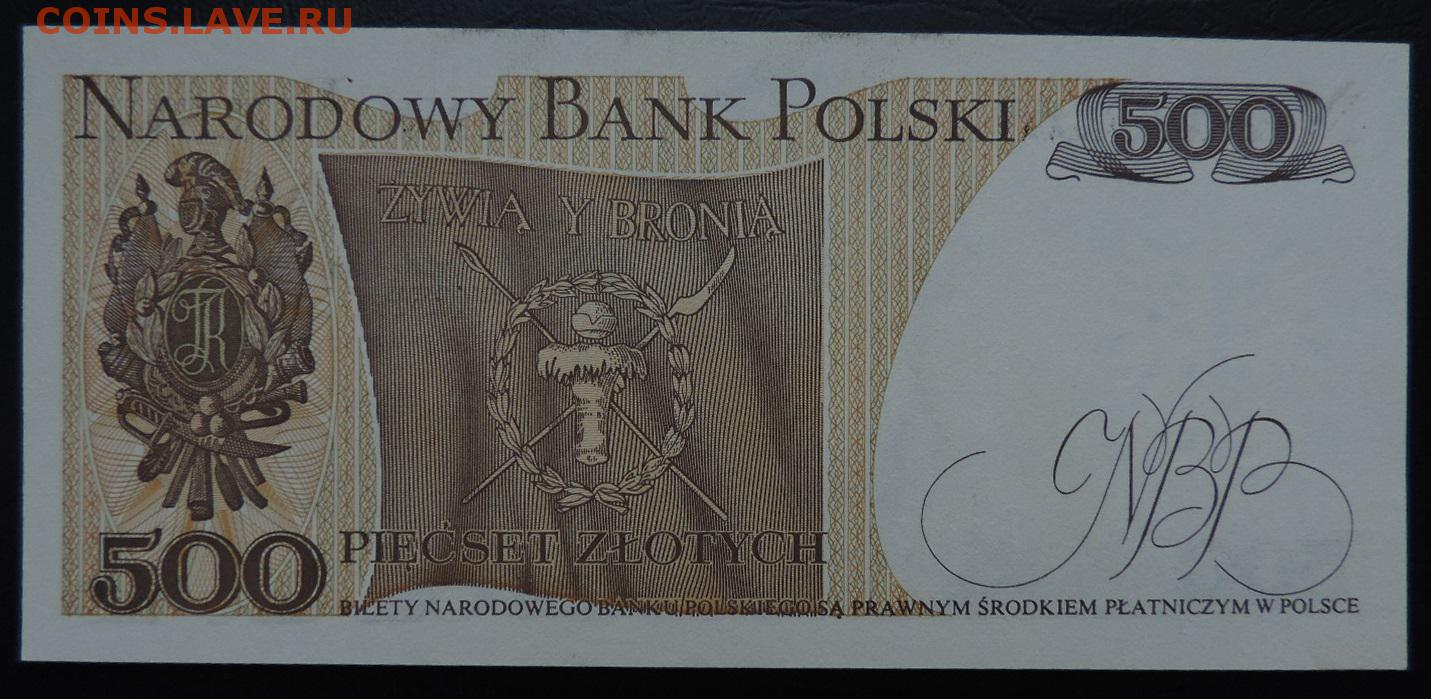 COINS.LAVE.RU
NARODOWY BANK POLSKI
500
ŻYWIĄ Y BRONIĄ
TK
500
PIĘĆSET ZŁOTYCH
NBP
BILETY NARODOWEGO BANKU POLSKIEGO SĄ PRAWNYM ŚRODKIEM PŁATNICZYM W POLSCE